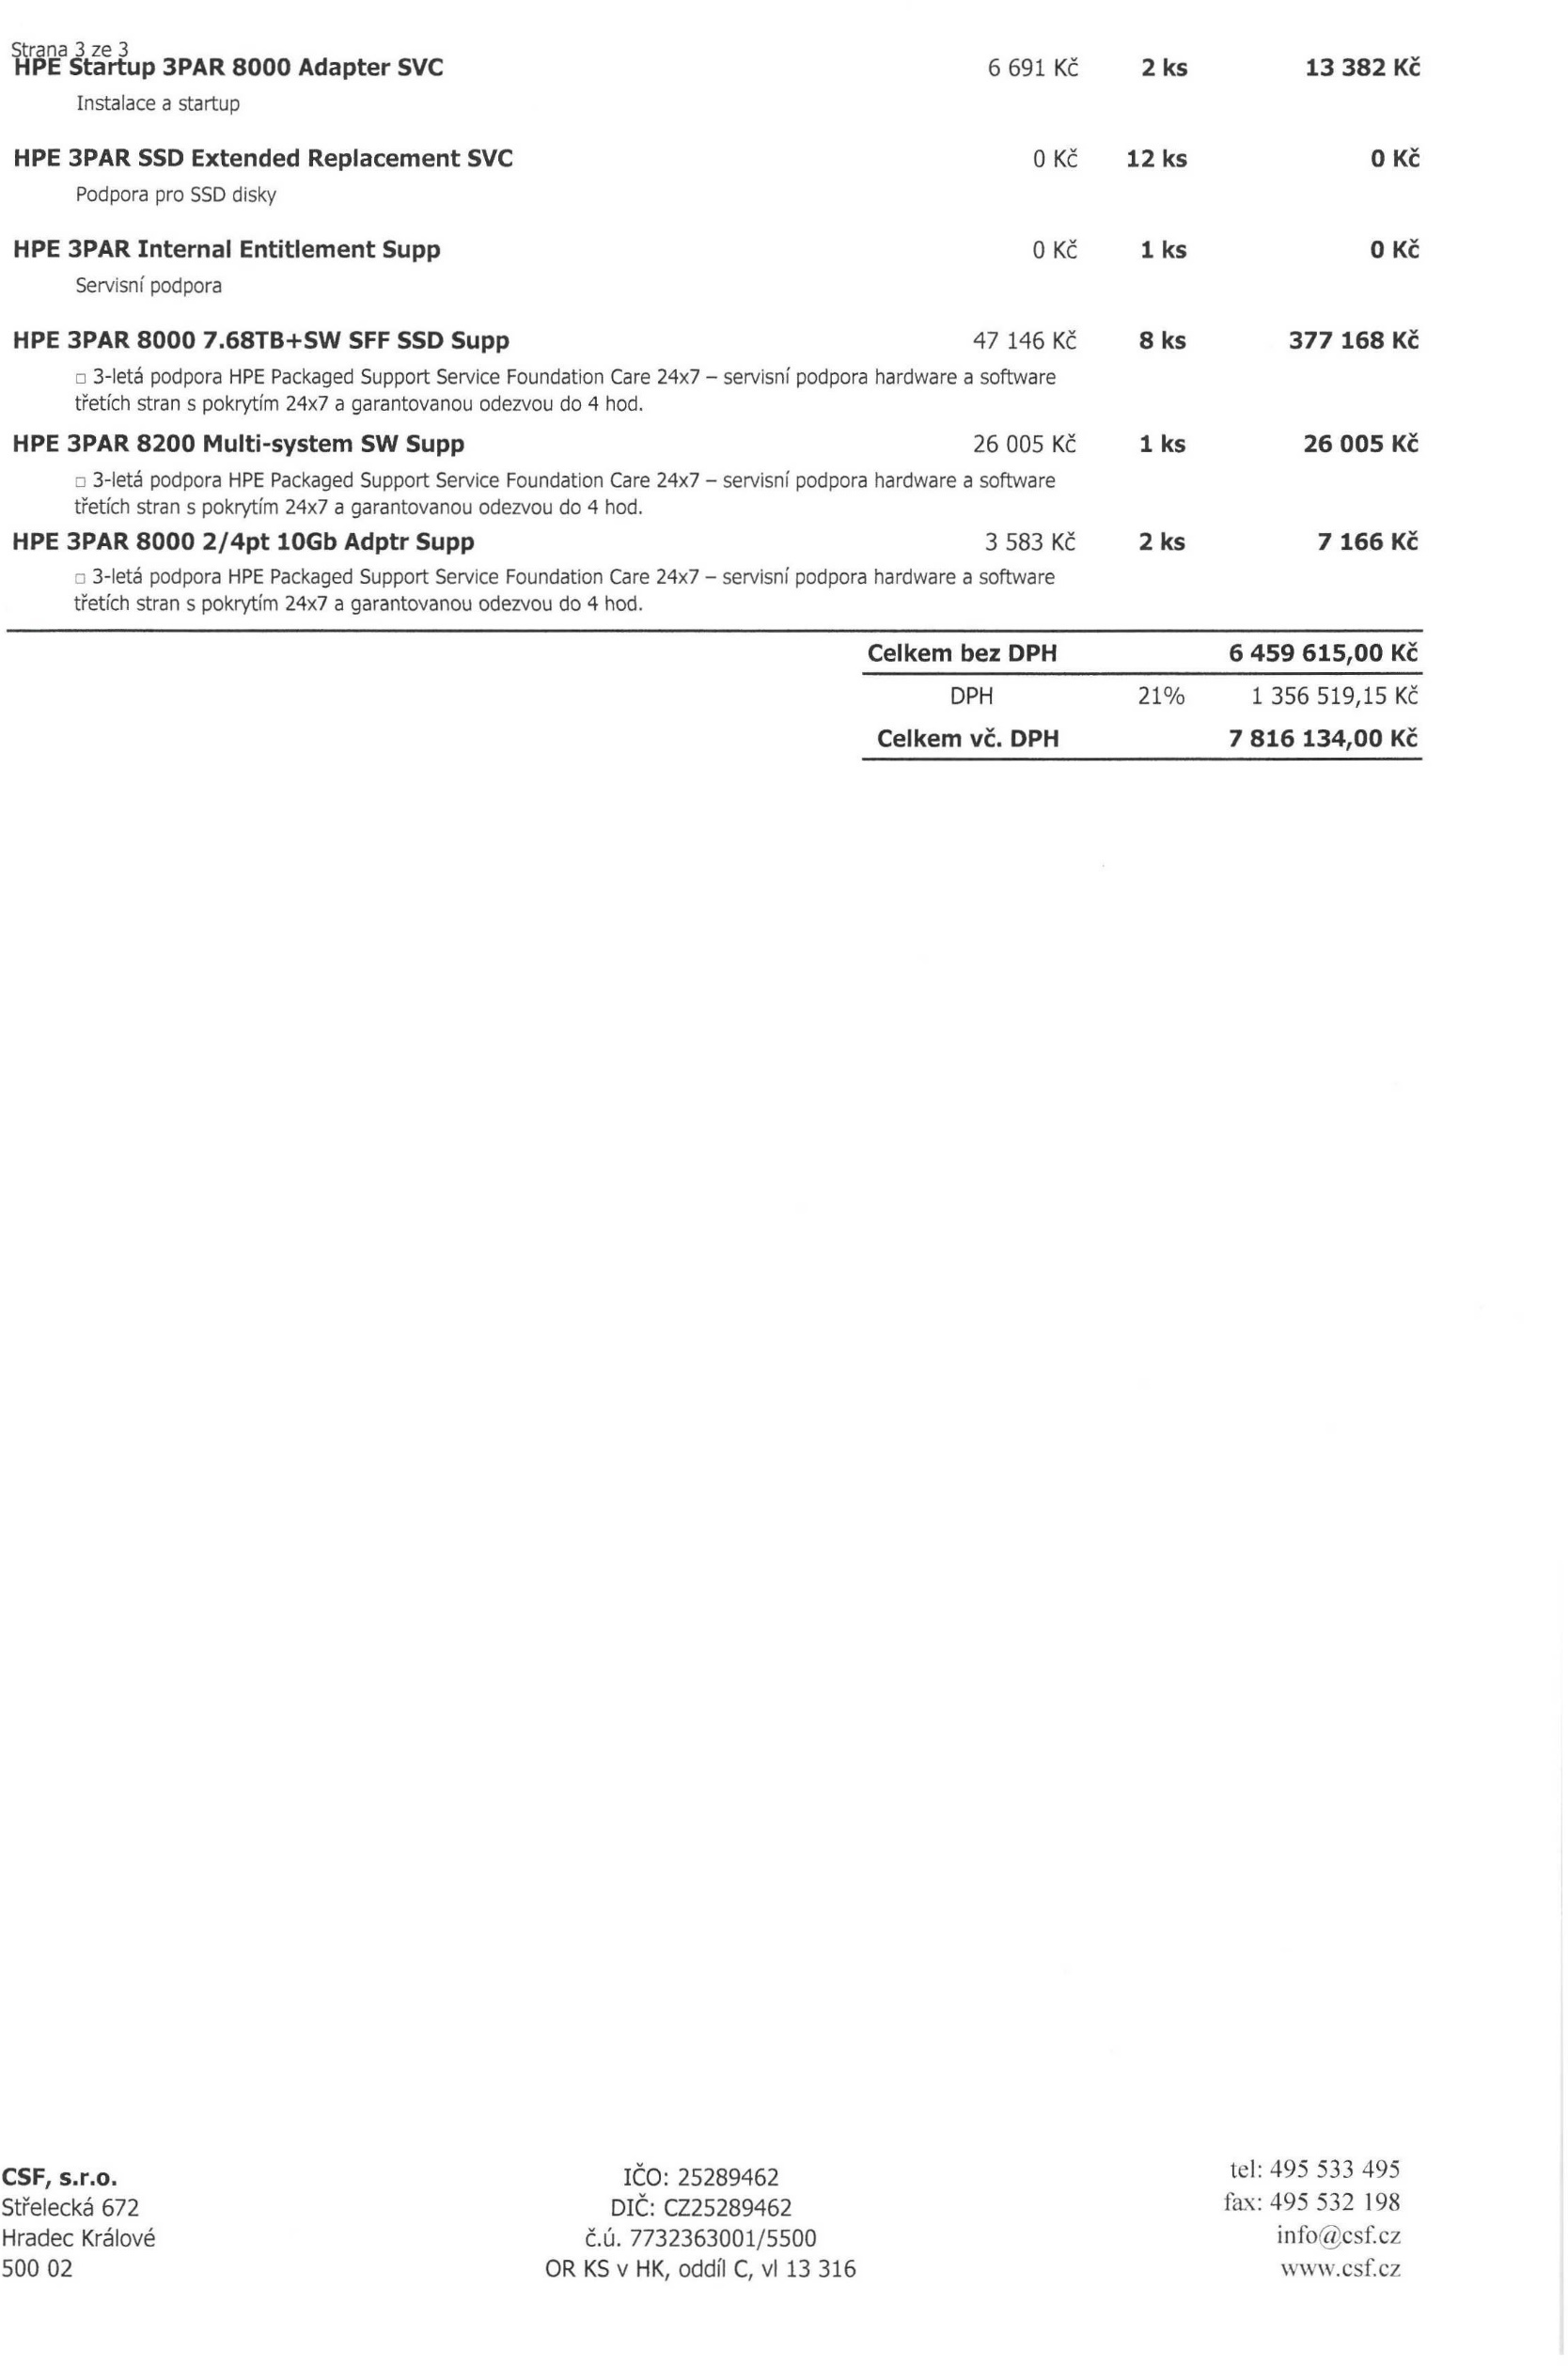 Strana 3 ze 3
HPE Startup 3PAR 8000 Adapter SVC 6 691 Kč 2 ks 13 382 Kč
Instalace a startup
HPE 3PAR SSD Extended Replacement SVC 0 Kč 12 ks 0 Kč
Podpora pro SSD disky
HPE 3PAR Internal Entitlement Supp 0 Kč 1 ks 0 Kč
Servisní podpora
HPE 3PAR 8000 7.68TB+SW SFF SSD Supp 47 146 Kč 8 ks 377 168 Kč
□ 3-letá podpora HPE Packaged Support Service Foundation Care 24x7 – servisní podpora hardware a software
třetích stran s pokrytím 24x7 a garantovanou odezvou do 4 hod.
HPE 3PAR 8200 Multi-system SW Supp 26 005 Kč 1 ks 26 005 Kč
□ 3-letá podpora HPE Packaged Support Service Foundation Care 24x7 – servisní podpora hardware a software
třetích stran s pokrytím 24x7 a garantovanou odezvou do 4 hod.
HPE 3PAR 8000 2/4pt 10Gb Adptr Supp 3 583 Kč 2 ks 7 166 Kč
□ 3-letá podpora HPE Packaged Support Service Foundation Care 24x7 – servisní podpora hardware a software
třetích stran s pokrytím 24x7 a garantovanou odezvou do 4 hod.
Celkem bez DPH 6 459 615,00 Kč
DPH 21% 1 356 519,15 Kč
Celkem vč. DPH 7 816 134,00 Kč
CSF, s.r.o.
Střelecká 672
Hradec Králové
500 02
IČO: 25289462
DIČ: CZ25289462
č.ú. 7732363001/5500
OR KS v HK, oddíl C, vl 13 316
tel: 495 533 495
fax: 495 532 198
info@csf.cz
www.csf.cz